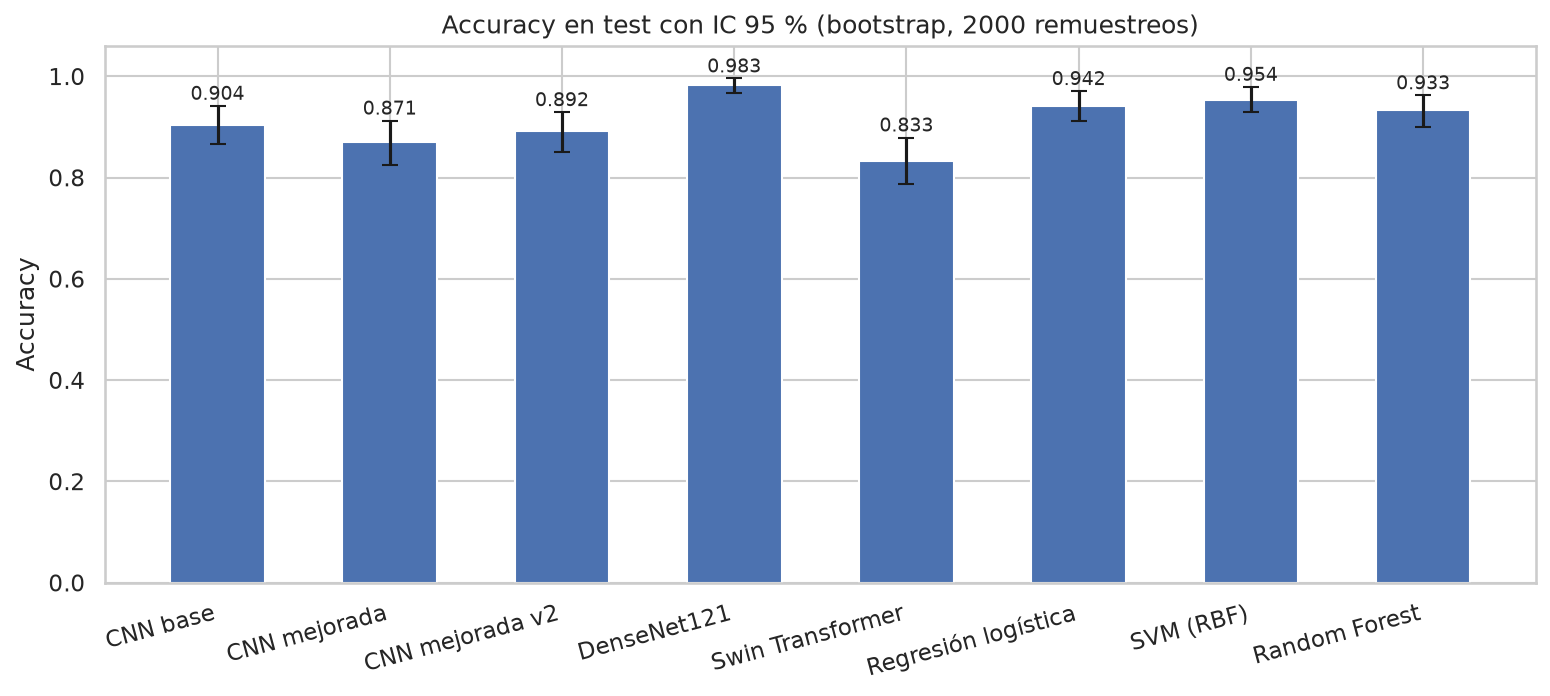 Accuracy en test con IC 95 % (bootstrap, 2000 remuestreos)
Accuracy
1.0
0.8
0.6
0.4
0.2
0.0
0.904
0.871
0.892
0.983
0.833
0.942
0.954
0.933
CNN base
CNN mejorada
CNN mejorada v2
DenseNet121
Swin Transformer
Regresión logística
SVM (RBF)
Random Forest